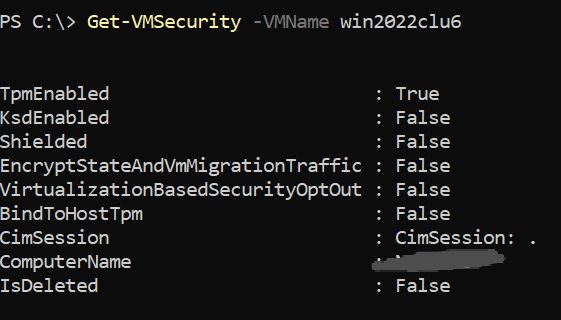 PS C:\> Get-VMSecurity -VMName win2022clu6
TpmEnabled : True
KsdEnabled : False
Shielded : False
EncryptStateAndVmMigrationTraffic : False
VirtualizationBasedSecurityOptOut : False
BindToHostTpm : False
CimSession : CimSession: .
ComputerName :
IsDeleted : False